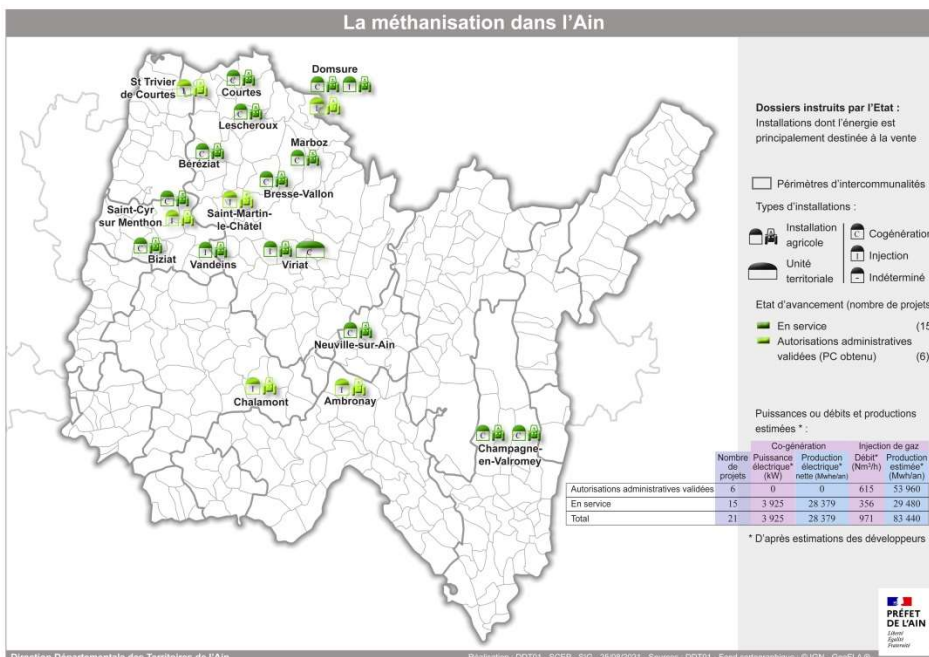 La méthanisation dans l'Ain
St Trivier
de Courtes
Courtes
Domsure
Lescheroux
Marboz
Béréziat
Bresse-Vallon
Saint-Cyr
sur Menthon
Saint-Martin-
le-Châtel
Biziat
Vandeins
Viriat
Neuville-sur-Ain
Chalamont
Ambronay
Champagne-
en-Valromey
Dossiers instruits par l'Etat :
Installations dont l'énergie est
principalement destinée à la vente
Périmètres d'intercommunalités
Types d'installations :
Installation
agricole
Unité
territoriale
C Cogénération
I Injection
- Indéterminé
Etat d'avancement (nombre de projets
En service (15
Autorisations administratives
validées (PC obtenu) (6)
Puissances ou débits et productions
estimées * :
Co-génération Injection de gaz
Nombre de projets Puissance électrique* (kW) Production électrique* nette (Mwhe/an) Débit* (Nm³/h) Production estimée* (Mwh/an)
Autorisations administratives validées 6 0 0 615 53 960
En service 15 3 925 28 379 356 29 480
Total 21 3 925 28 379 971 83 440
* D'après estimations des développeurs
PRÉFET
DE L'AIN
Liberté
Égalité
Fraternité
Direction Départementale des Territoires de l'Ain